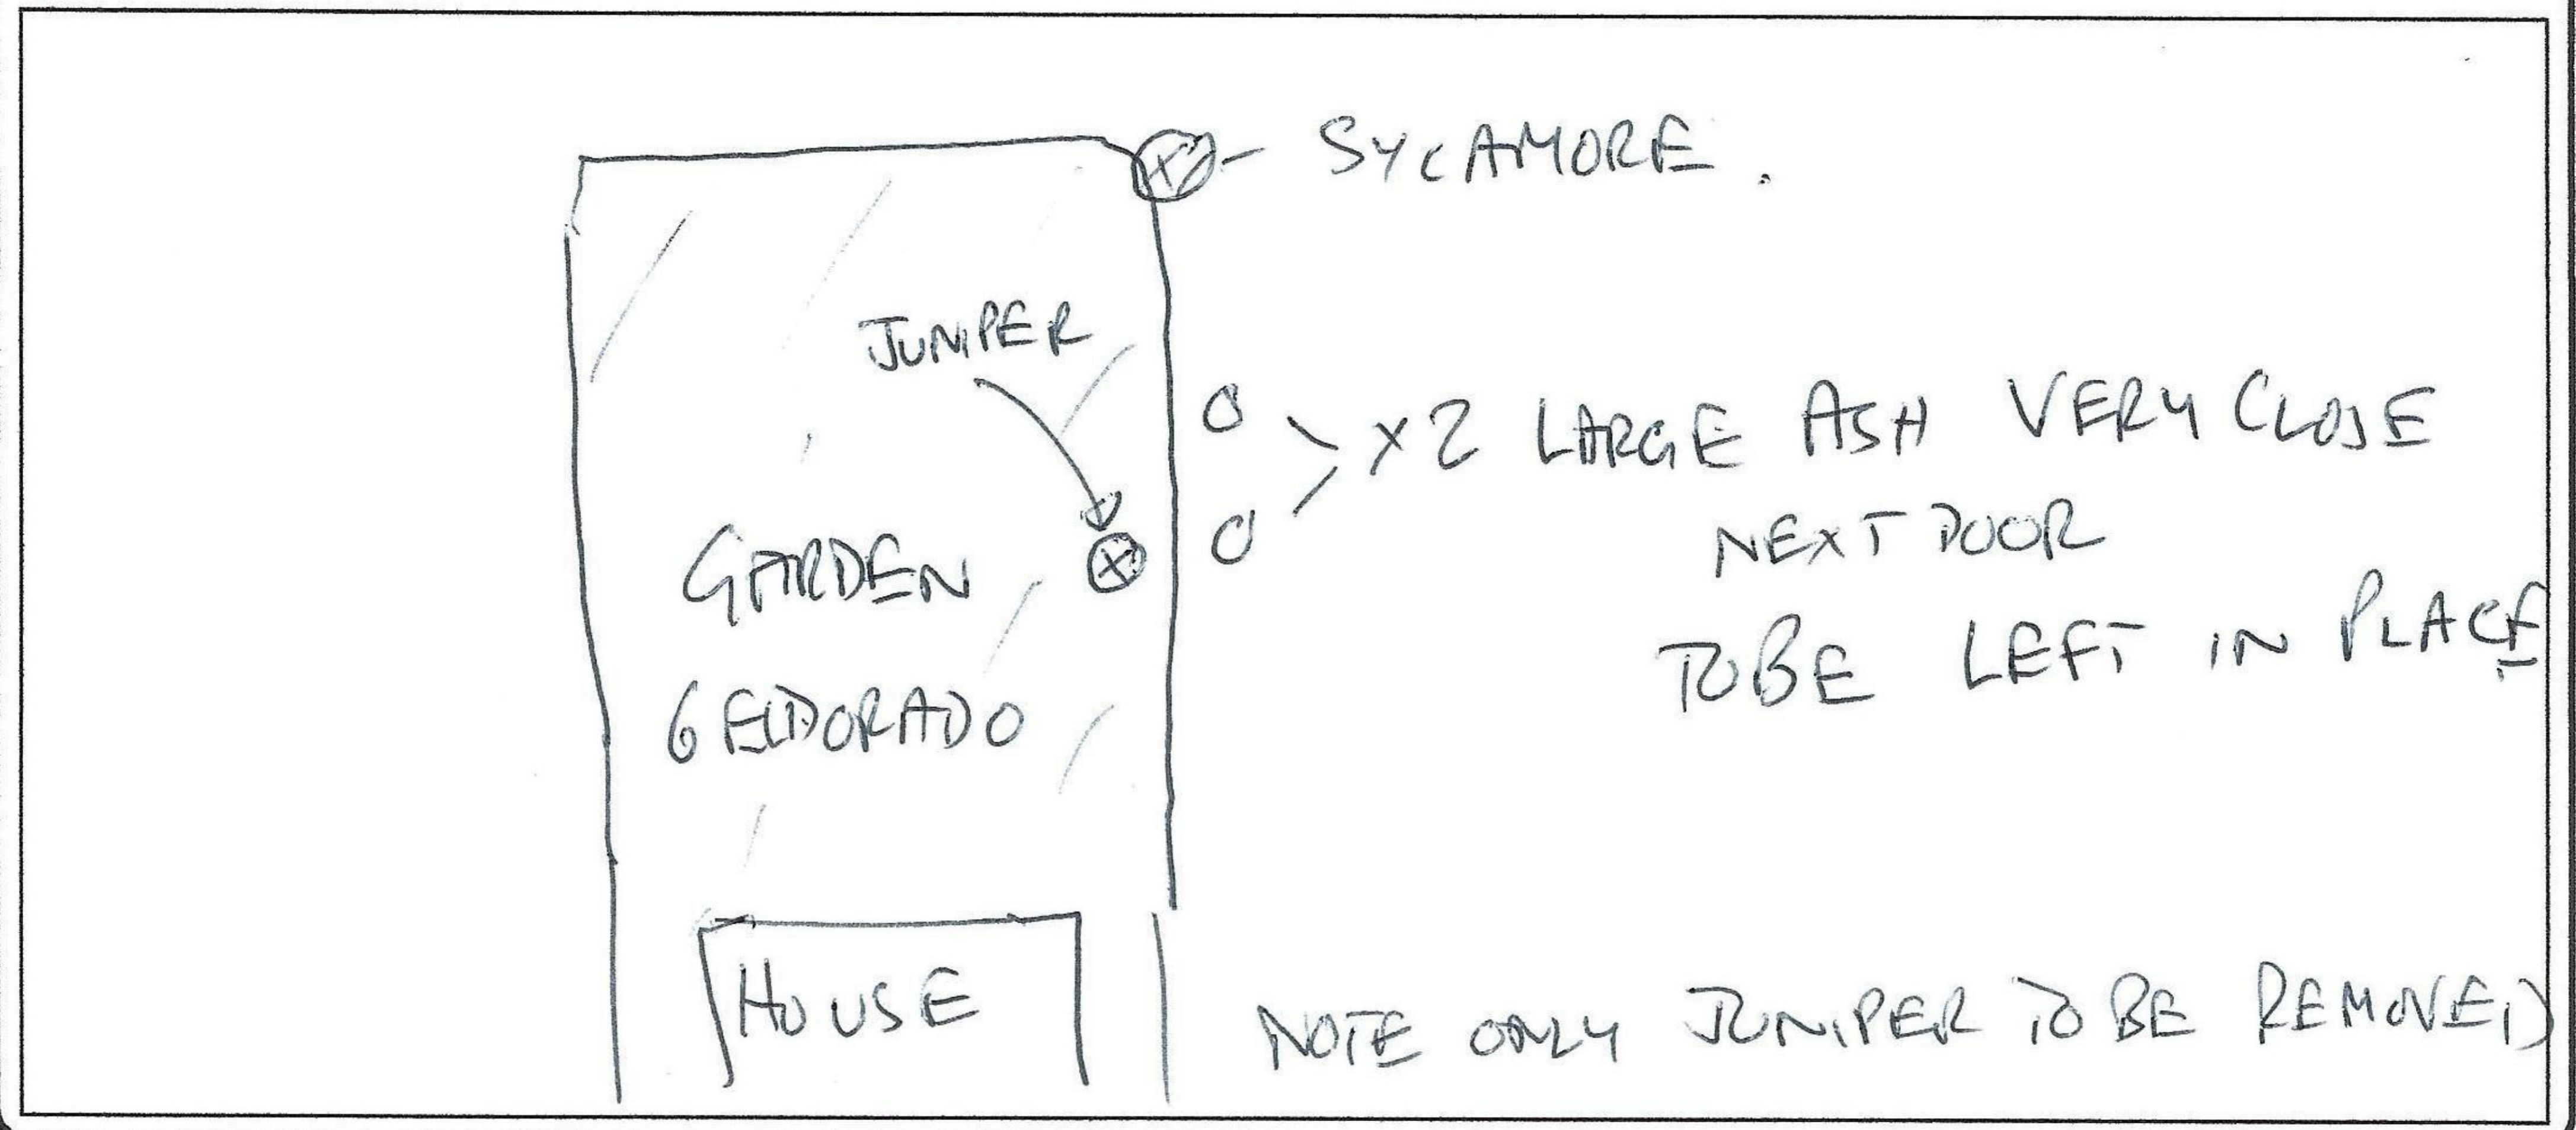 - SYCAMORE.
JUNIPER
x2 LARGE ASH VERY CLOSE
NEXT DOOR
TO BE LEFT IN PLACE
GARDEN
6 ELDORADO
HOUSE
NOTE ONLY JUNIPER TO BE REMOVED